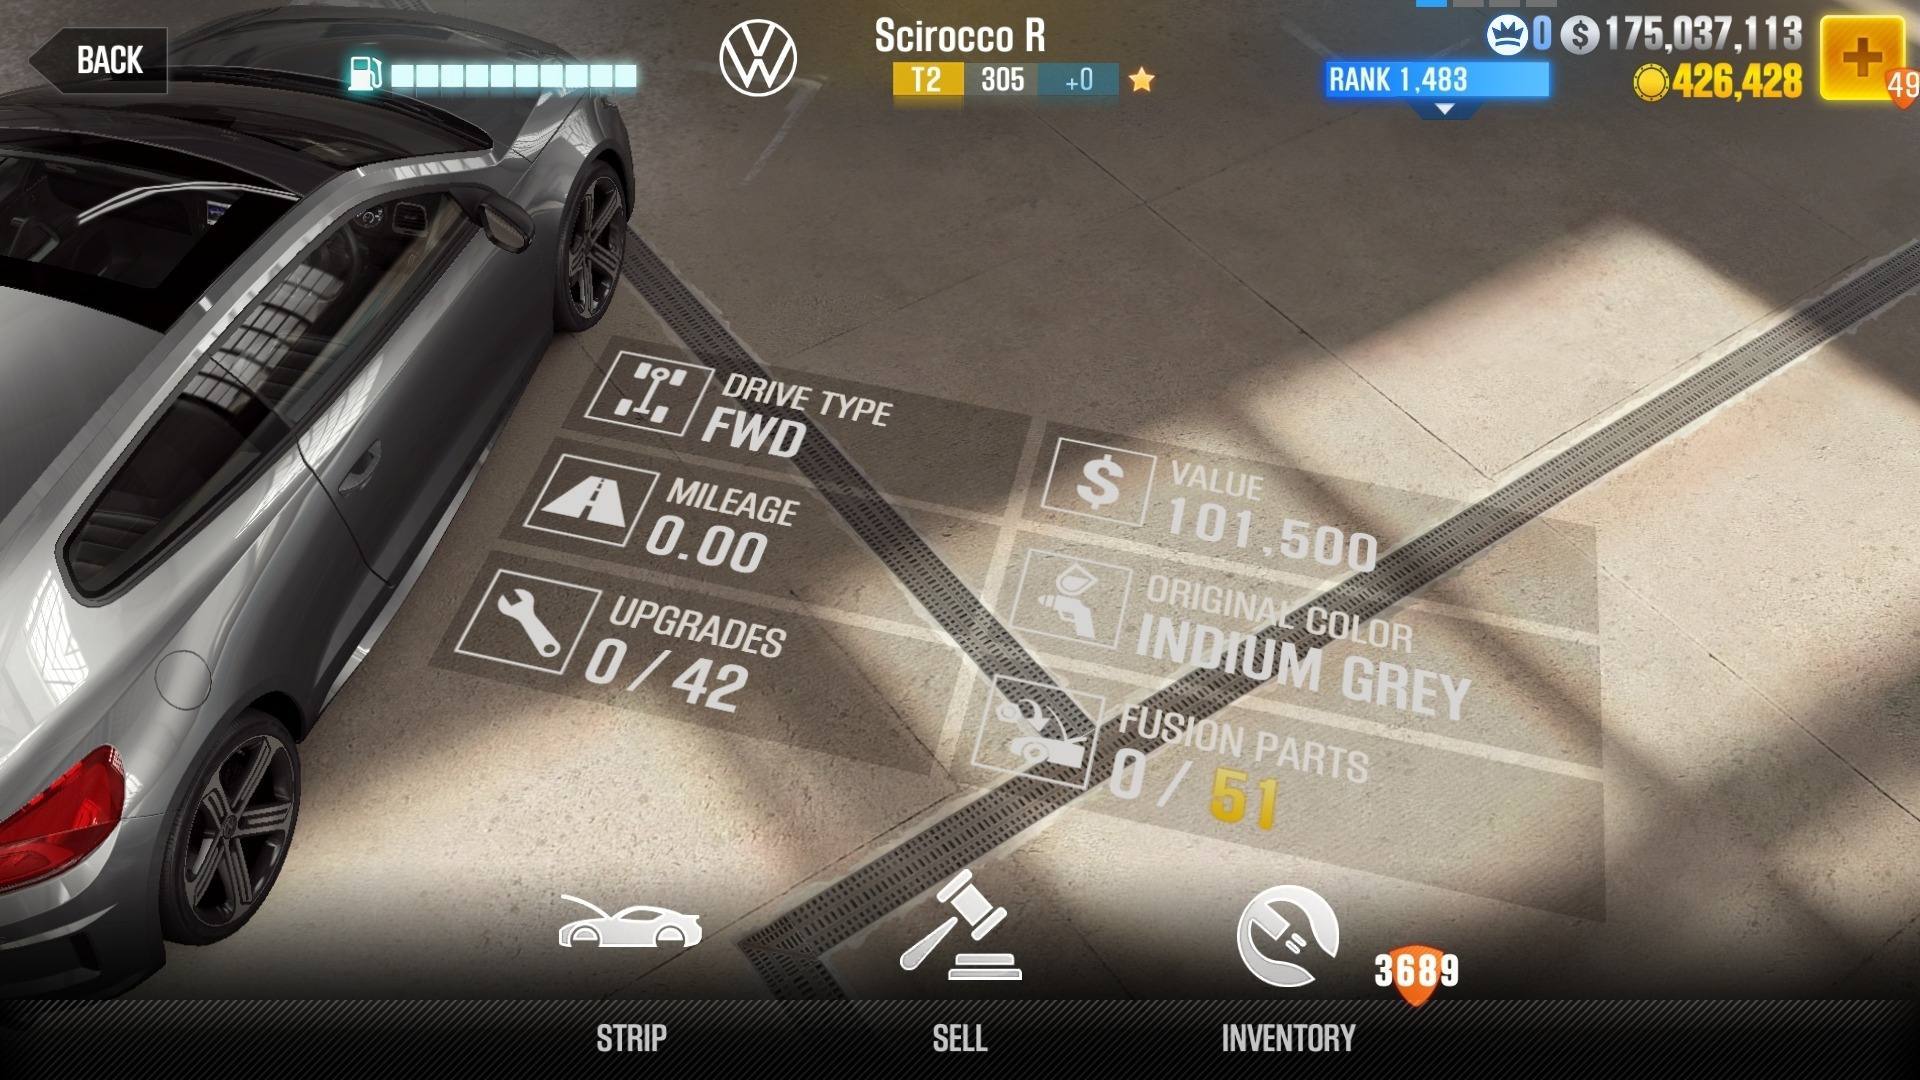 BACK
Scirocco R
T2 305 +0
0 175,037,113
RANK 1,483
426,428
49
DRIVE TYPE
FWD
MILEAGE
0.00
UPGRADES
0/42
VALUE
101,500
ORIGINAL COLOR
INDIUM GREY
FUSION PARTS
0 / 51
3689
STRIP
SELL
INVENTORY